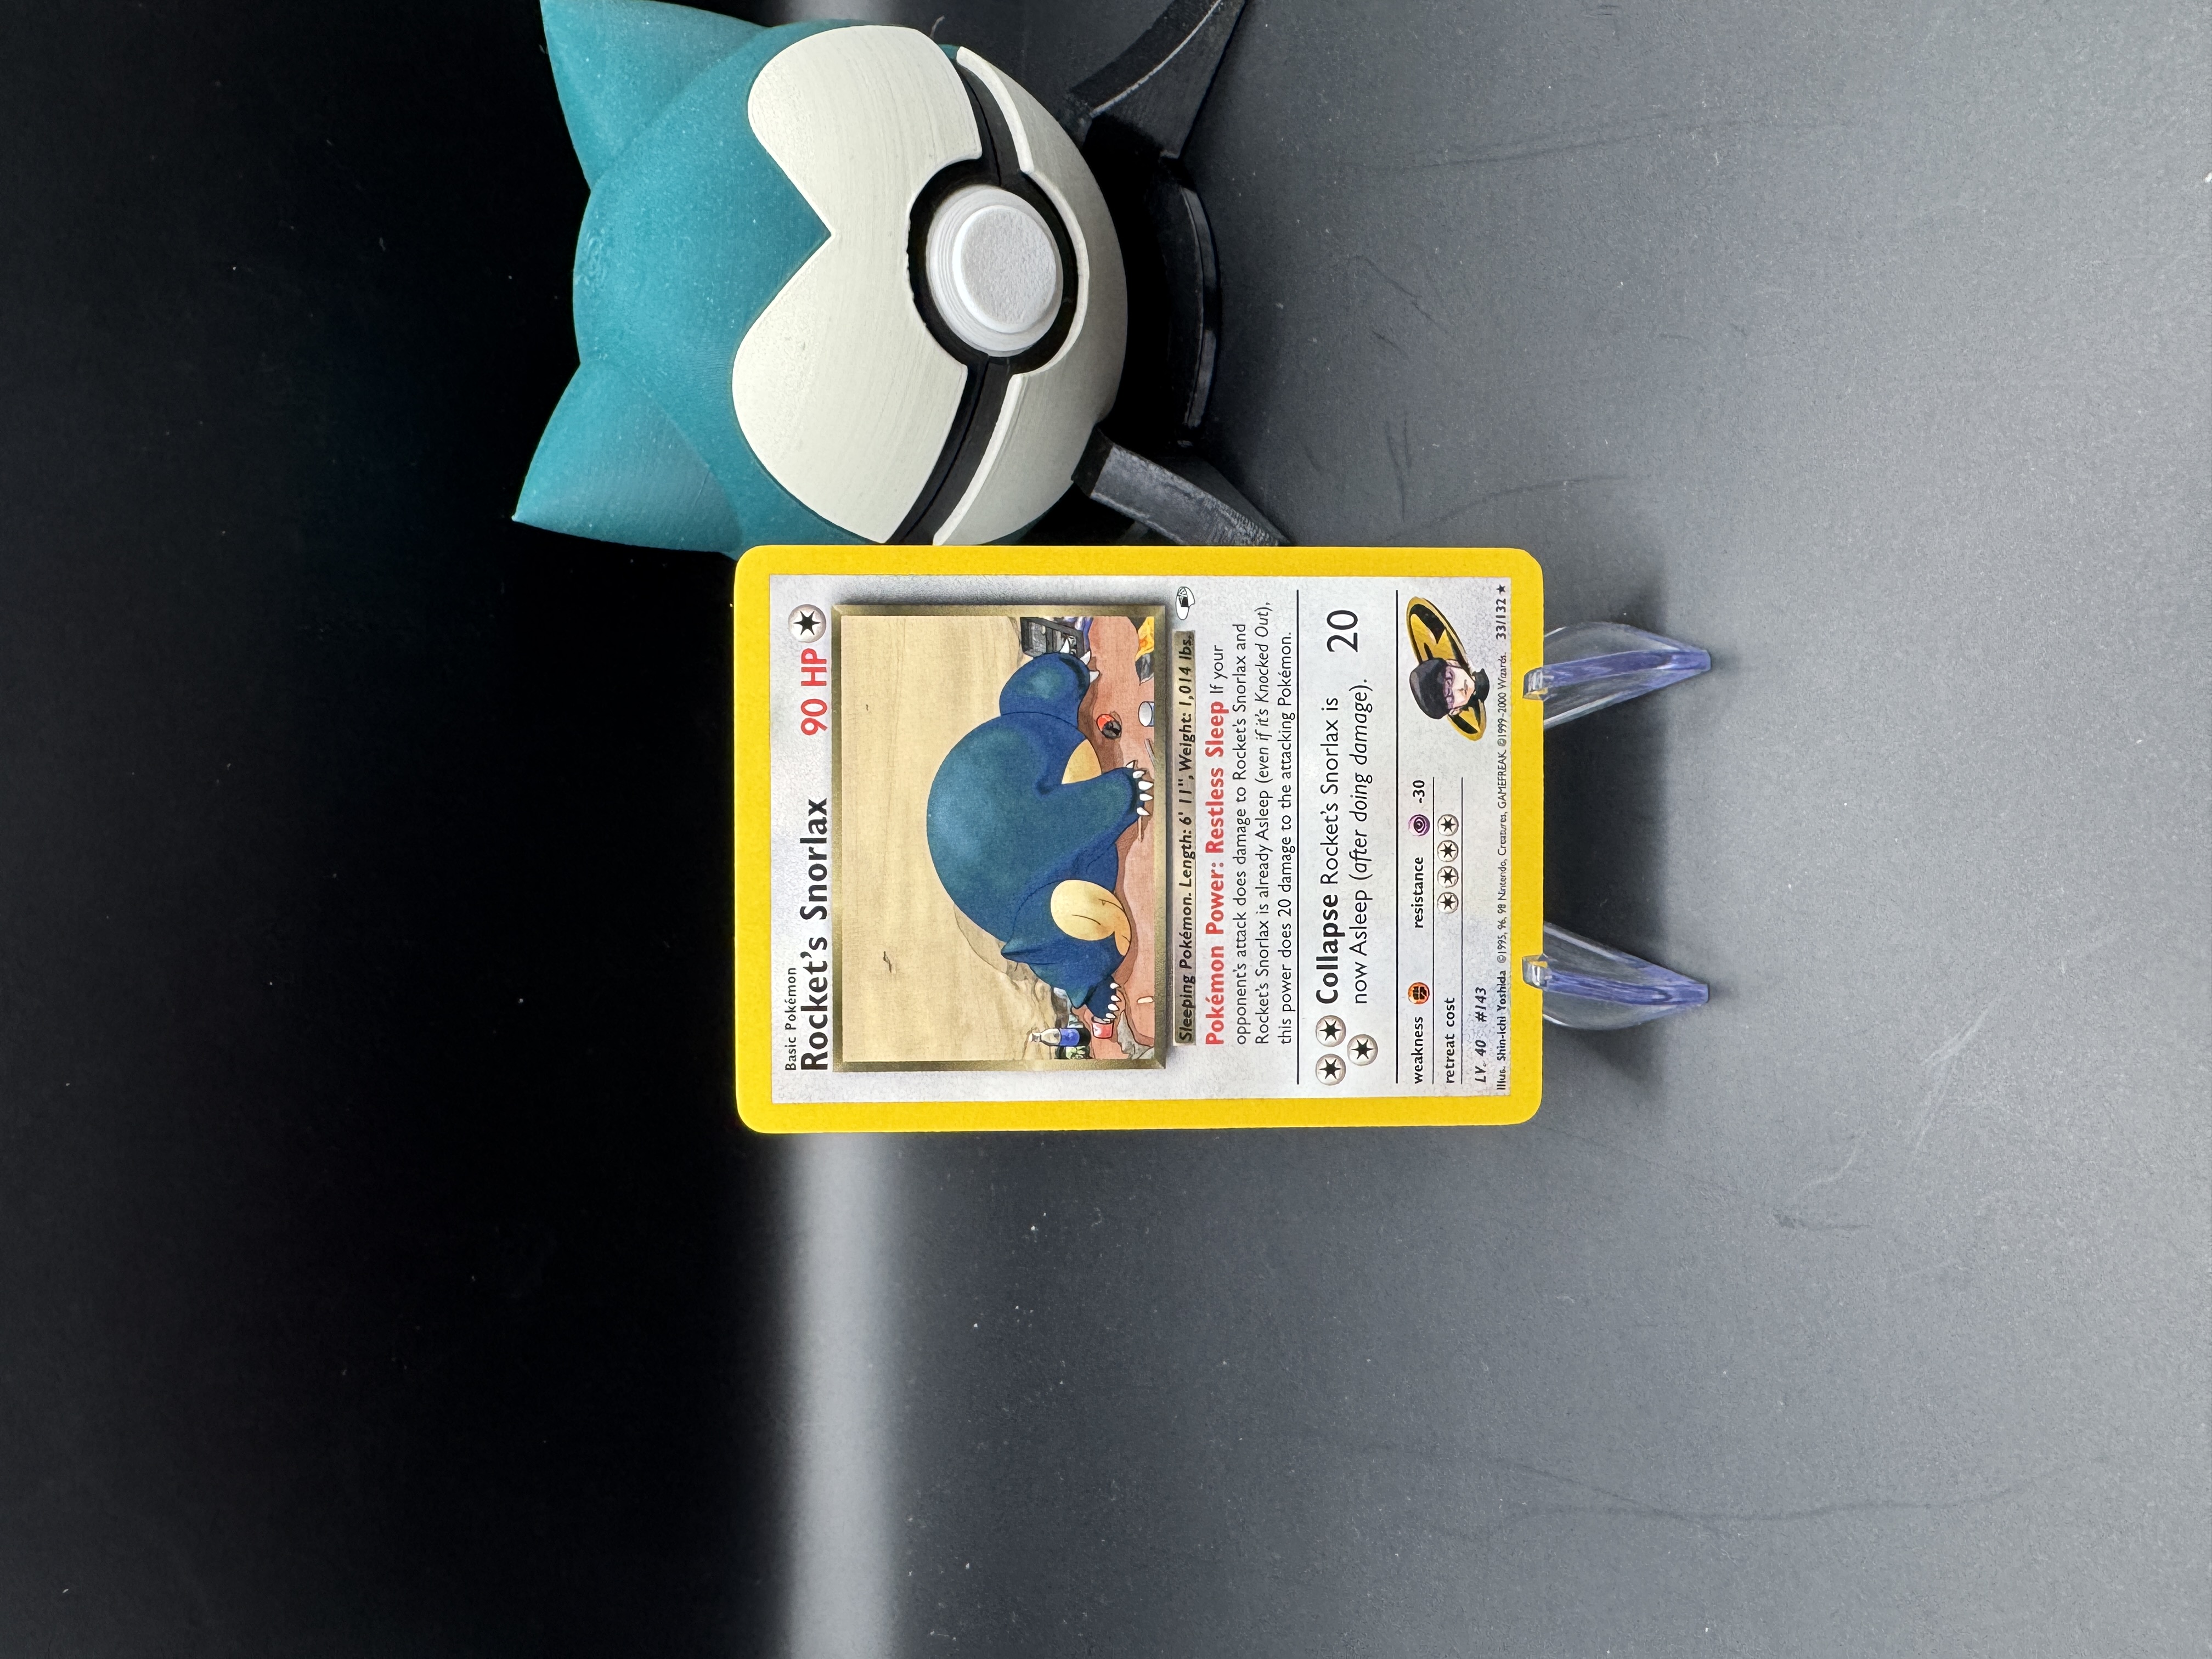 Basic Pokémon
Rocket's Snorlax 90 HP
Sleeping Pokémon. Length: 6' 11", Weight: 1,014 lbs.
Pokémon Power: Restless Sleep If your
opponent's attack does damage to Rocket's Snorlax and
Rocket's Snorlax is already Asleep (even if it's Knocked Out),
this power does 20 damage to the attacking Pokémon.
Collapse Rocket's Snorlax is 20
now Asleep (after doing damage).
weakness resistance -30
retreat cost
LV. 40 #143
Illus. Shin-ichi Yoshida ©1995, 96, 98 Nintendo, Creatures, GAMEFREAK. ©1999-2000 Wizards. 33/132 ★